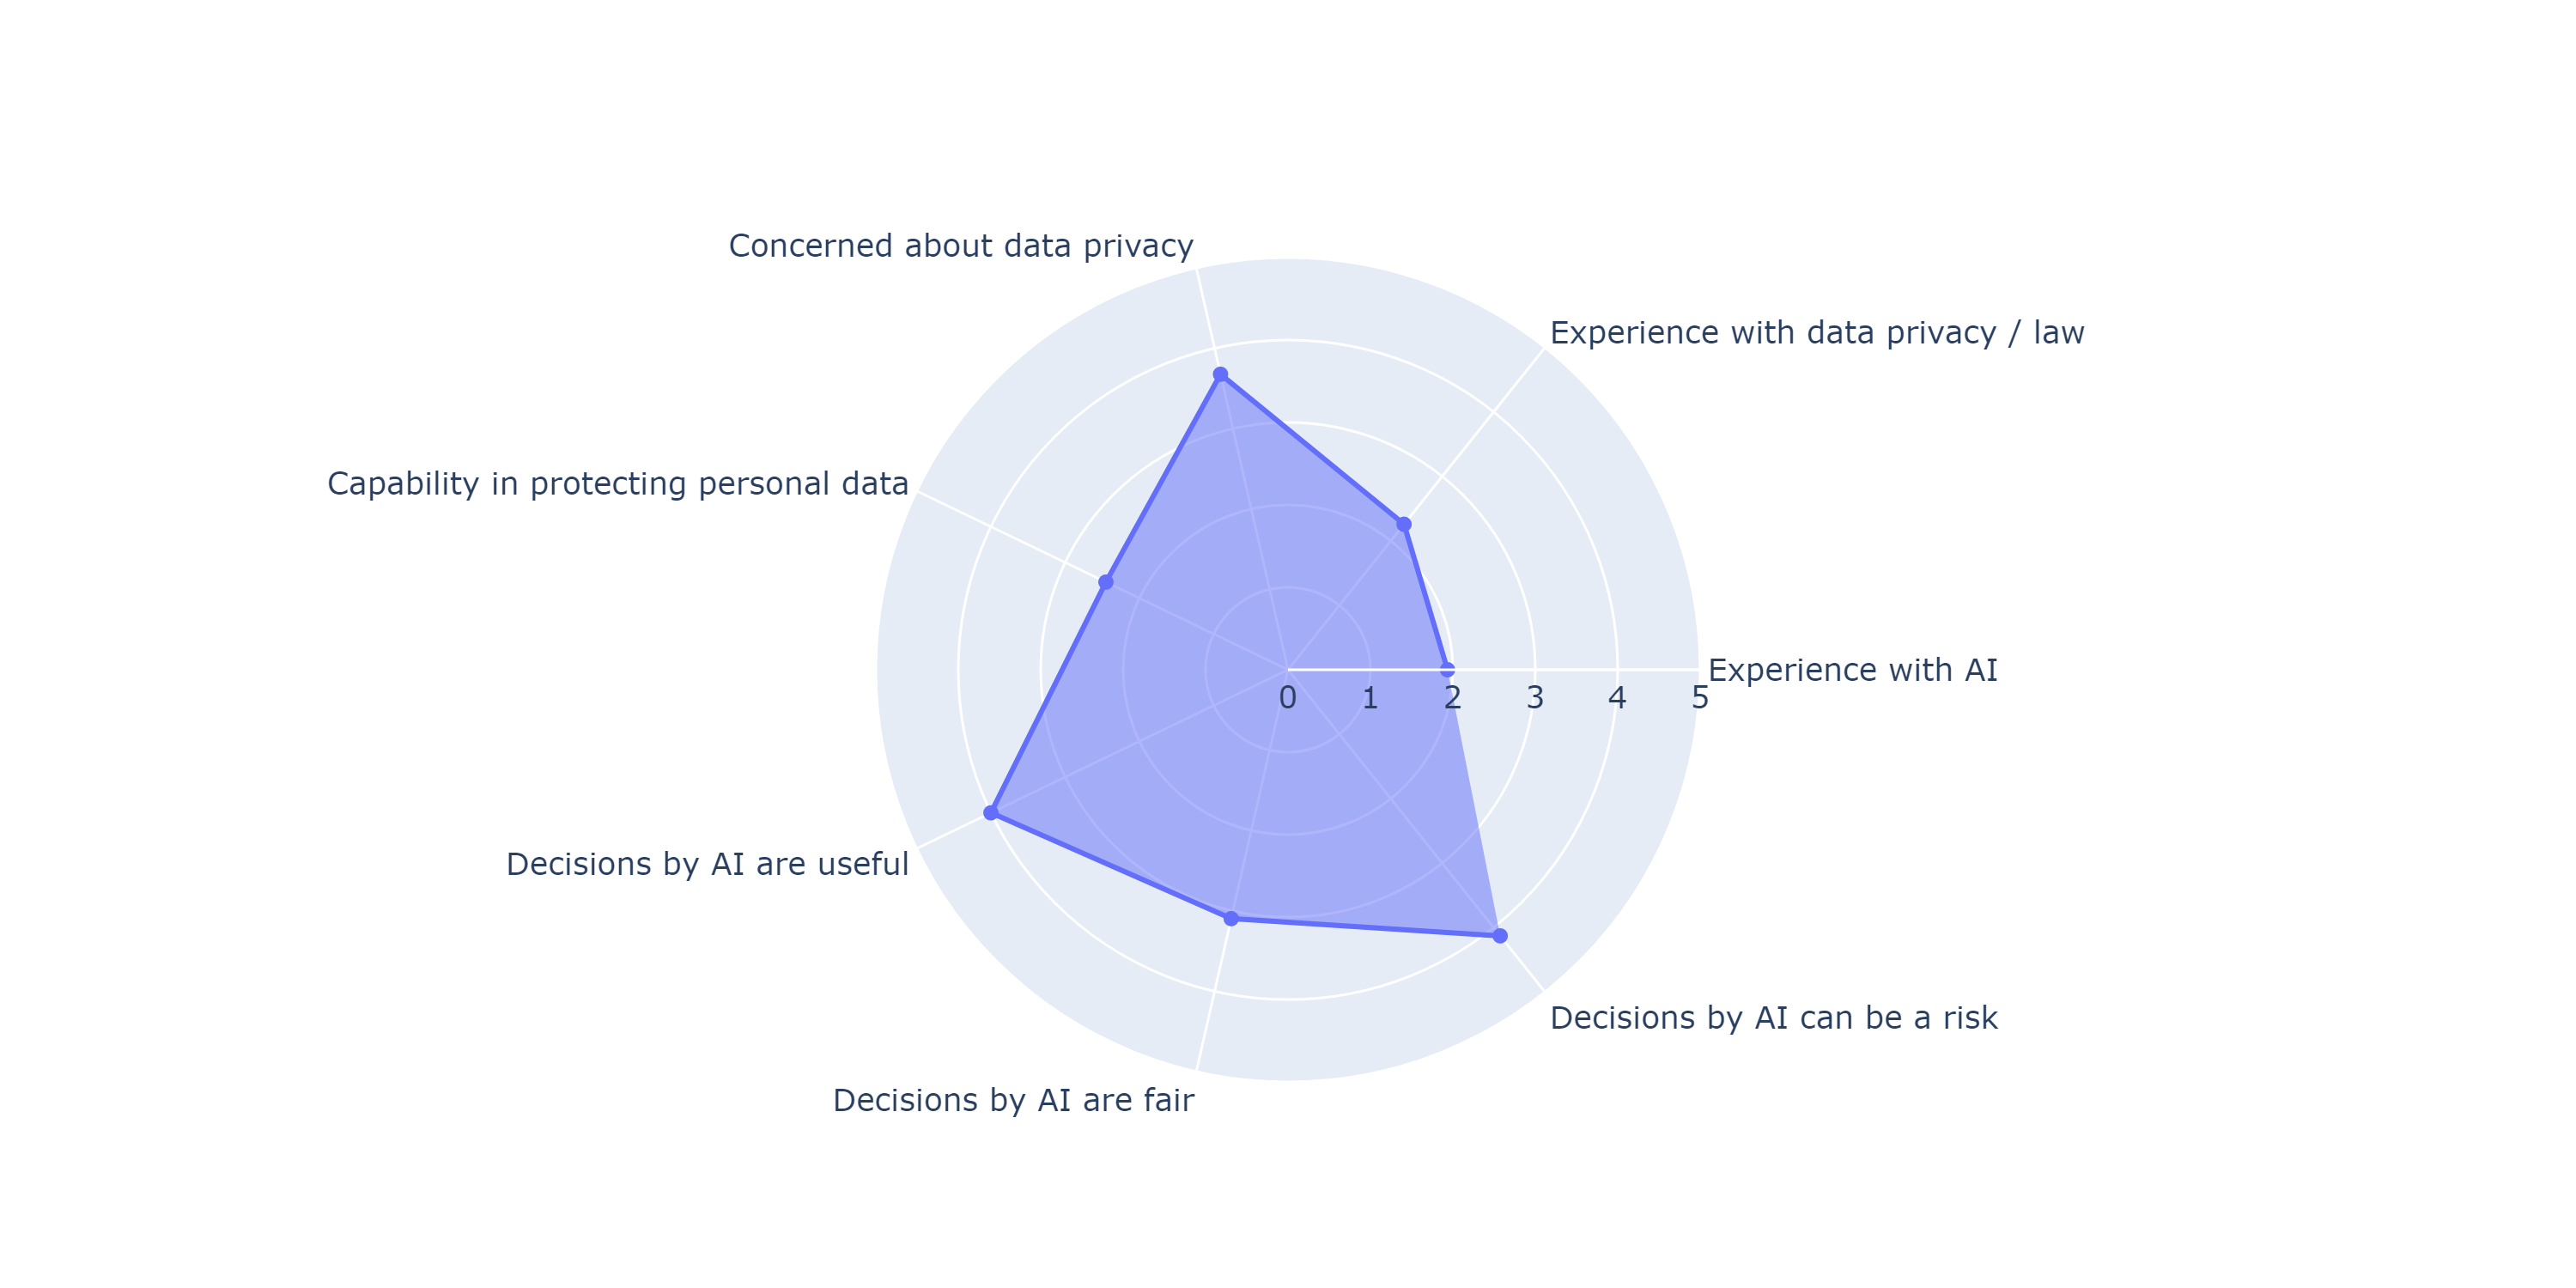 Concerned about data privacy
Experience with data privacy / law
Capability in protecting personal data
Experience with AI
0 1 2 3 4 5
Decisions by AI are useful
Decisions by AI can be a risk
Decisions by AI are fair